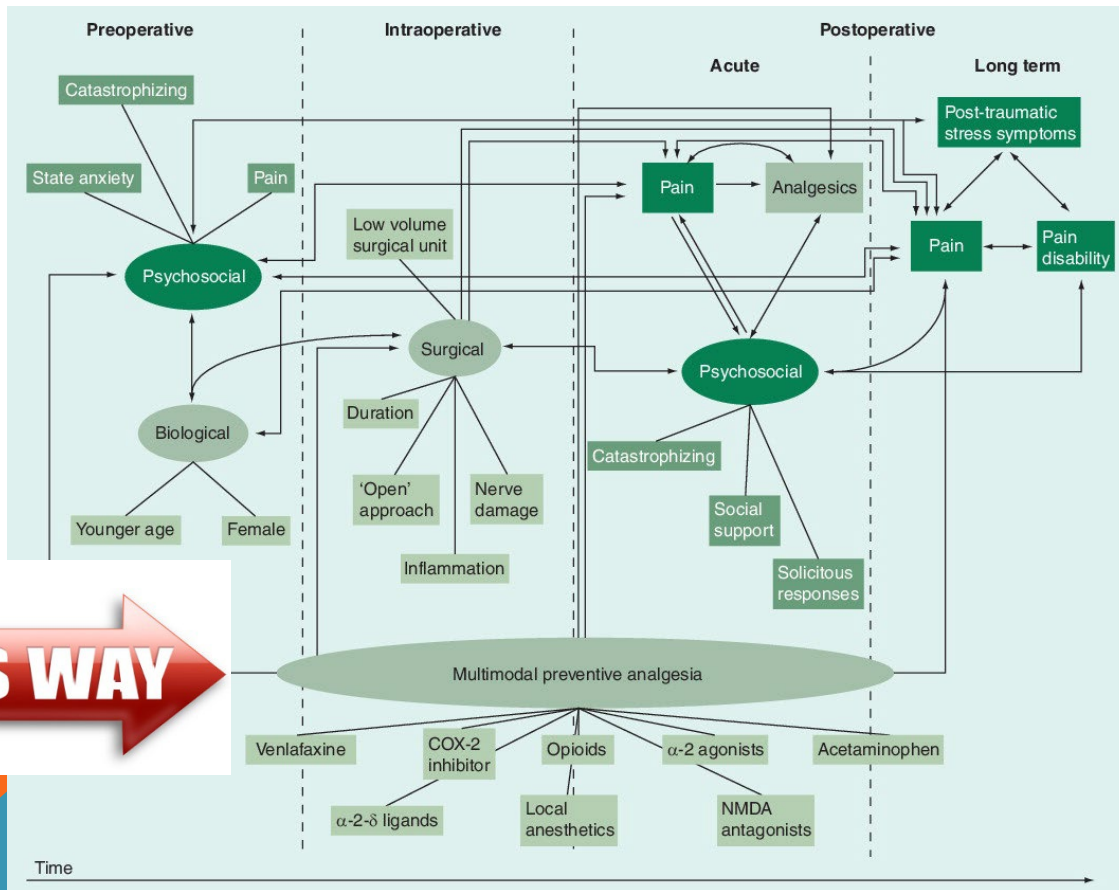 Preoperative
Intraoperative
Postoperative
Acute
Long term
Catastrophizing
State anxiety
Pain
Psychosocial
Biological
Younger age
Female
Low volume
surgical unit
Surgical
Duration
'Open'
approach
Nerve
damage
Inflammation
Pain
Analgesics
Psychosocial
Catastrophizing
Social
support
Solicitous
responses
Post-traumatic
stress symptoms
Pain
Pain
disability
S WAY
Multimodal preventive analgesia
Venlafaxine
COX-2
inhibitor
Opioids
α-2 agonists
Acetaminophen
α-2-δ ligands
Local
anesthetics
NMDA
antagonists
Time